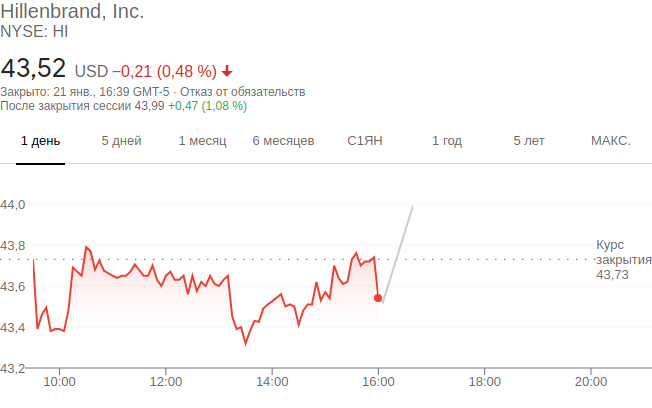 Hillenbrand, Inc.
NYSE: HI
43,52 USD −0,21 (0,48 %)
Закрыто: 21 янв., 16:39 GMT-5 · Отказ от обязательств
После закрытия сессии 43,99 +0,47 (1,08 %)
1 день 5 дней 1 месяц 6 месяцев С1ЯН 1 год 5 лет МАКС.
44,0
43,8
43,6
43,4
43,2
Курс
закрытия
43,73
10:00 12:00 14:00 16:00 18:00 20:00